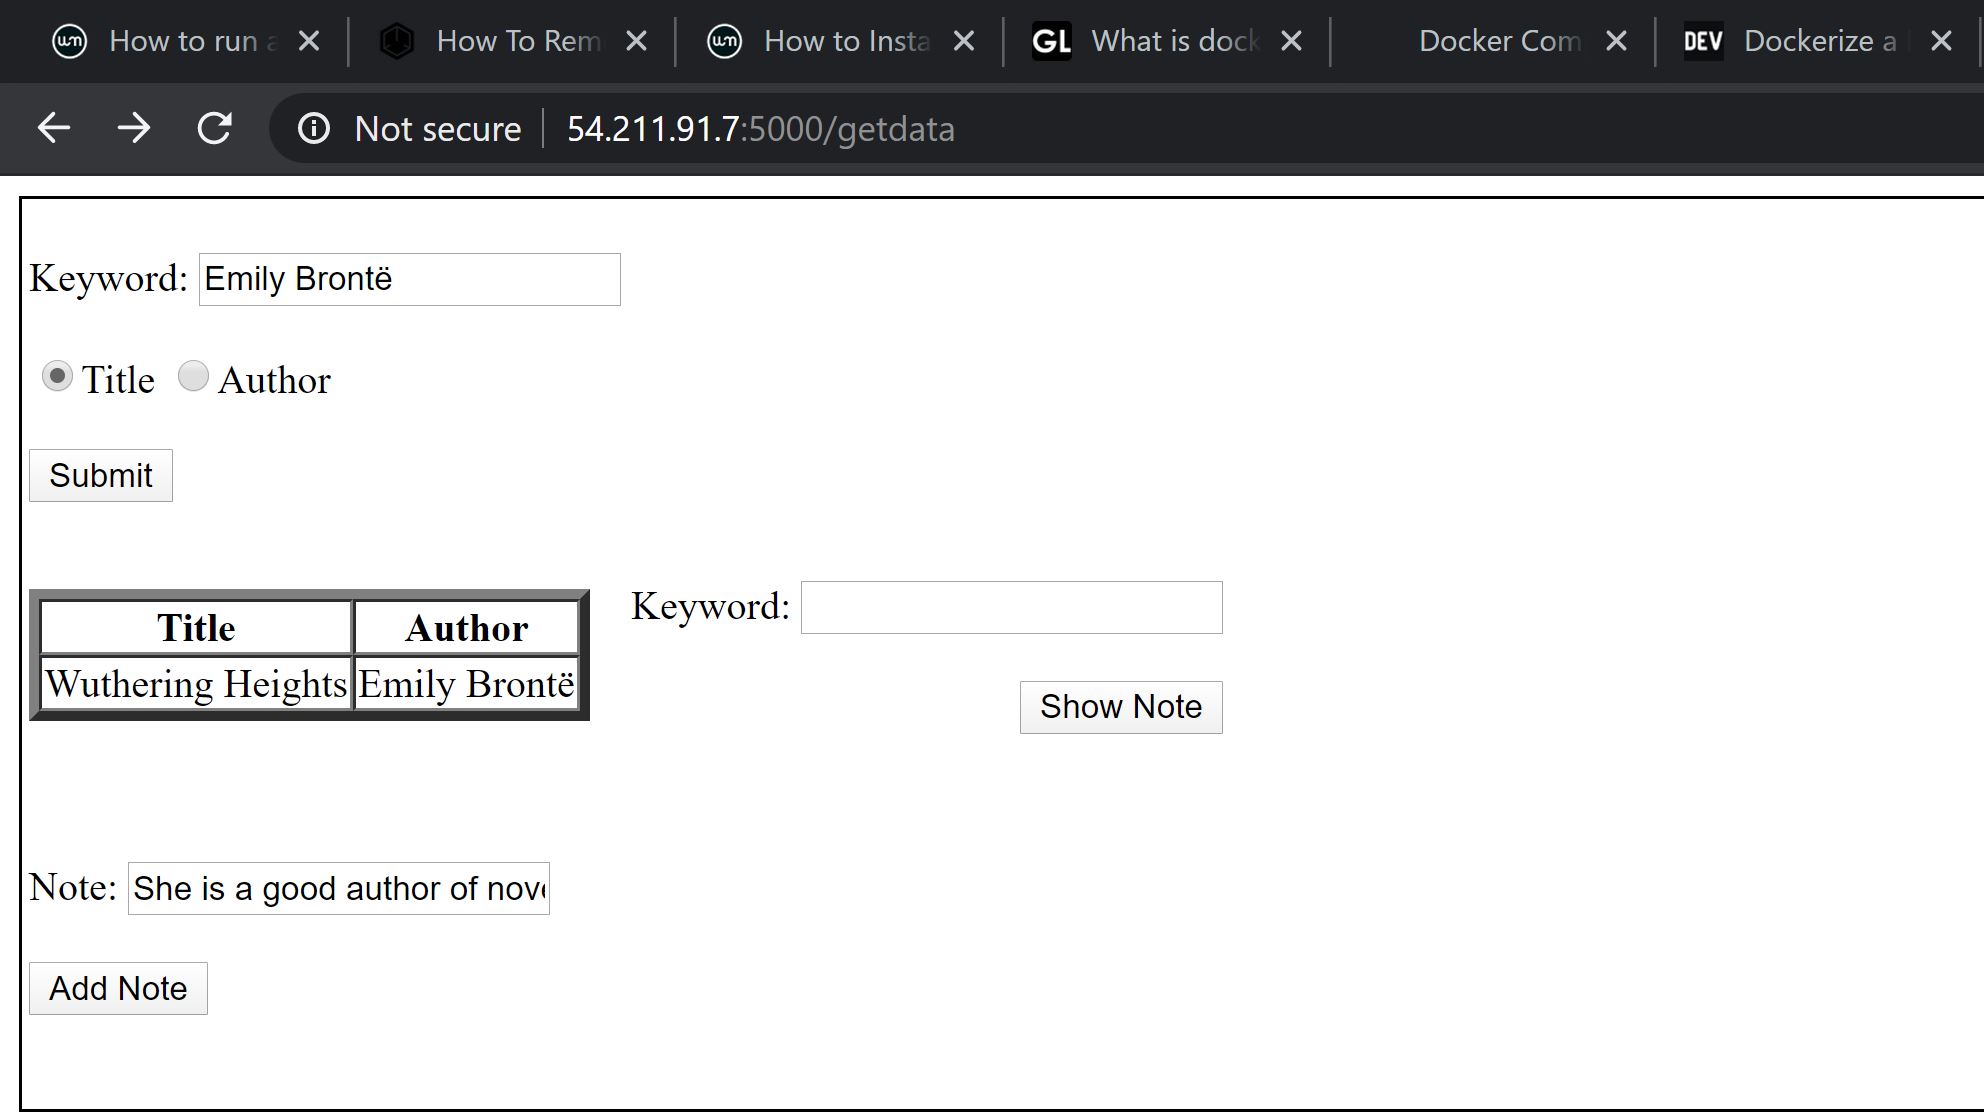 How to run How To Rem How to Insta What is dock Docker Com DEV Dockerize a
Not secure 54.211.91.7:5000/getdata
Keyword: Emily Brontë
Title Author
Submit
Title Author
Wuthering Heights Emily Brontë
Keyword:
Show Note
Note: She is a good author of nov
Add Note